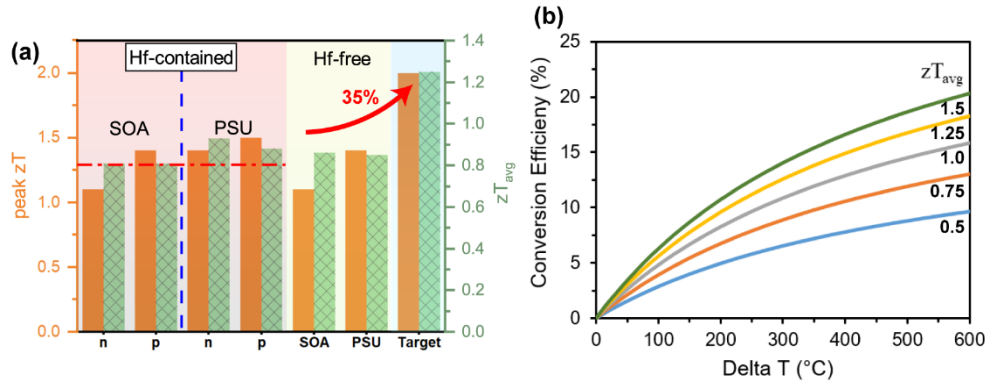 (a)
Hf-contained
Hf-free
SOA
PSU
35%
peak zT
2.0
1.5
1.0
0.5
0.0
zTavg
1.4
1.2
1.0
0.8
0.6
0.4
0.2
0.0
n
p
n
p
SOA
PSU
Target
(b)
Conversion Efficieny (%)
25
20
15
10
5
0
zTavg
1.5
1.25
1.0
0.75
0.5
0
100
200
300
400
500
600
Delta T (°C)